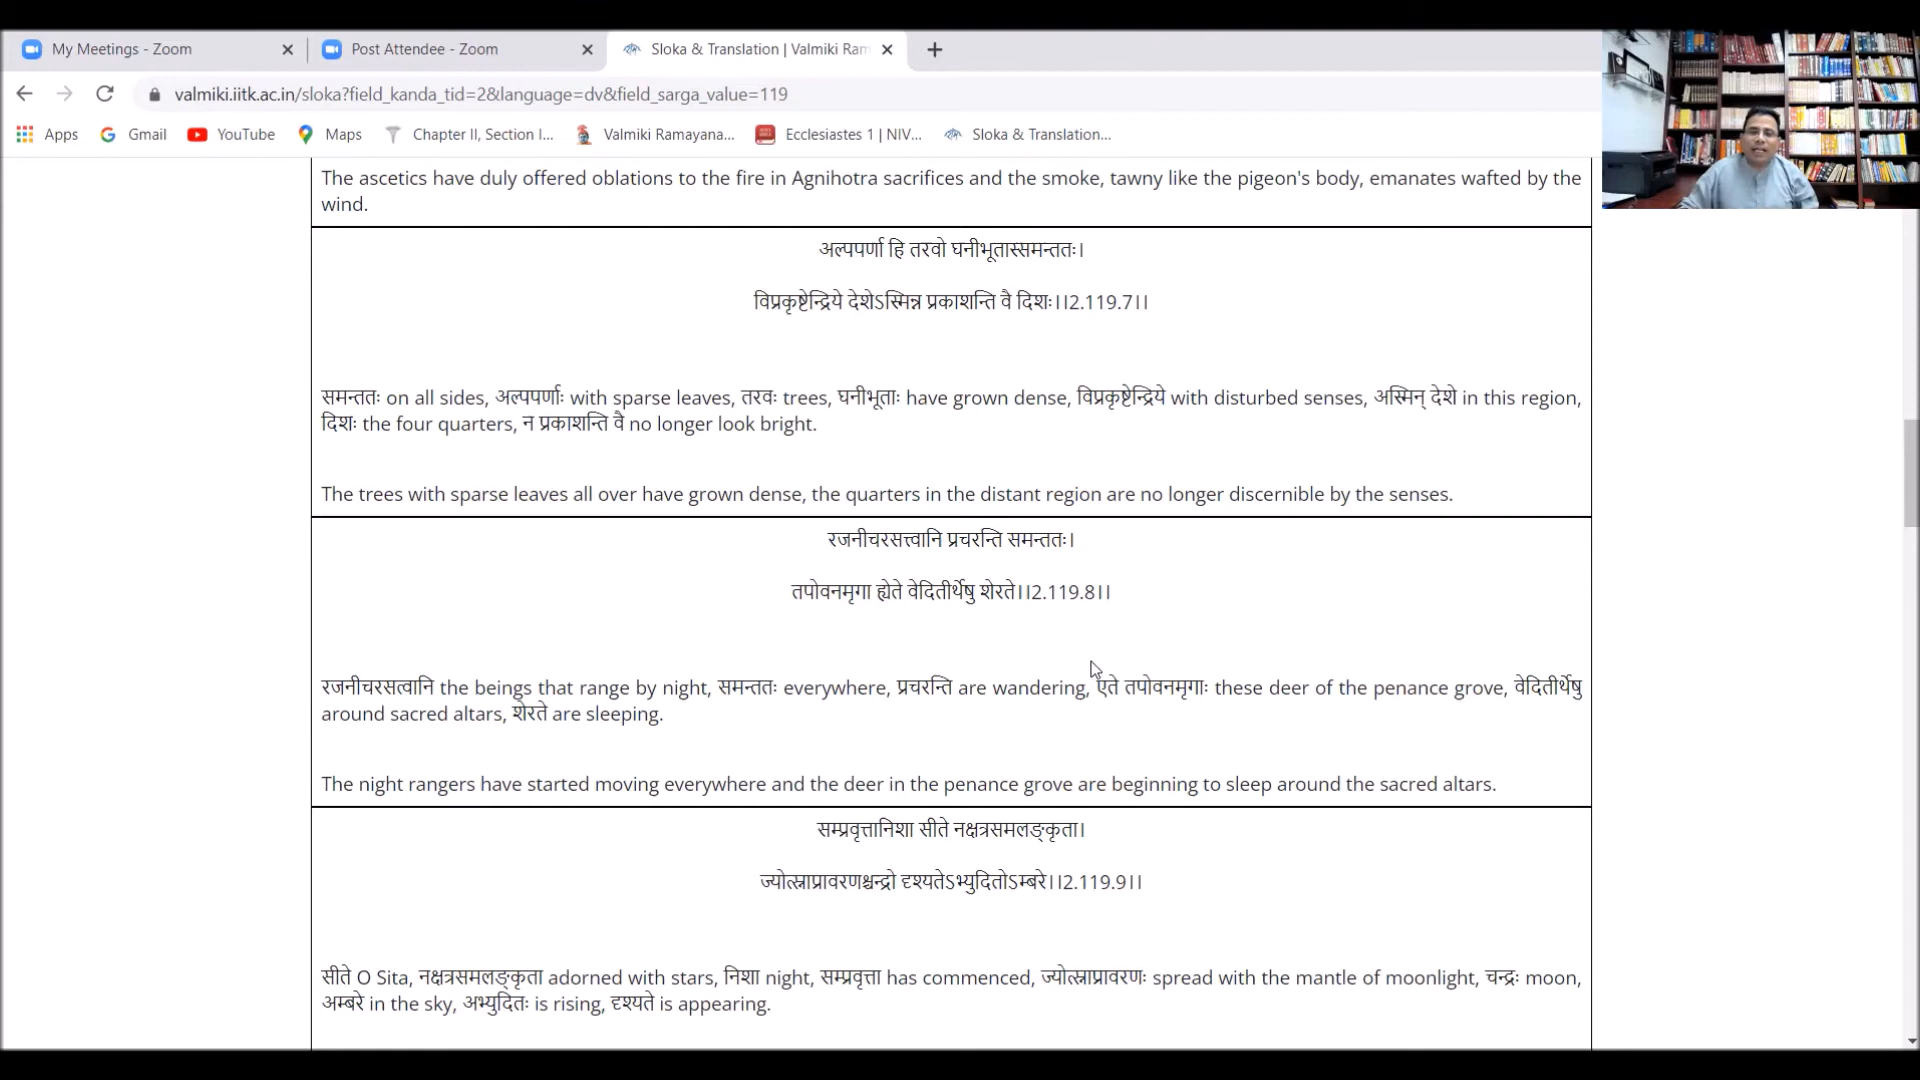 My Meetings - Zoom
Post Attendee - Zoom
Sloka & Translation | Valmiki Ram
valmiki.iitk.ac.in/sloka?field_kanda_tid=2&language=dv&field_sarga_value=119
Apps Gmail YouTube Maps Chapter II, Section I... Valmiki Ramayana... Ecclesiastes 1 | NIV... Sloka & Translation...
The ascetics have duly offered oblations to the fire in Agnihotra sacrifices and the smoke, tawny like the pigeon's body, emanates wafted by the
wind.
अल्पपर्णा हि तरवो घनीभूतास्समन्ततः।
विप्रकृष्टेन्द्रिये देशेऽस्मिन्न प्रकाशन्ति वै दिशः।।2.119.7।।
समन्ततः on all sides, अल्पपर्णाः with sparse leaves, तरवः trees, घनीभूताः have grown dense, विप्रकृष्टेन्द्रिये with disturbed senses, अस्मिन् देशे in this region,
दिशः the four quarters, न प्रकाशन्ति वै no longer look bright.
The trees with sparse leaves all over have grown dense, the quarters in the distant region are no longer discernible by the senses.
रजनीचरसत्त्वानि प्रचरन्ति समन्ततः।
तपोवनमृगा ह्येते वेदितीर्थेषु शेरते।।2.119.8।।
रजनीचरसत्वानि the beings that range by night, समन्ततः everywhere, प्रचरन्ति are wandering, एते तपोवनमृगाः these deer of the penance grove, वेदितीर्थेषु
around sacred altars, शेरते are sleeping.
The night rangers have started moving everywhere and the deer in the penance grove are beginning to sleep around the sacred altars.
सम्प्रवृत्तानिशा सीते नक्षत्रसमलङ्कृता।
ज्योत्स्नाप्रावरणश्चन्द्रो दृश्यतेऽभ्युदितोऽम्बरे।।2.119.9।।
सीते O Sita, नक्षत्रसमलङ्कृता adorned with stars, निशा night, सम्प्रवृत्ता has commenced, ज्योत्स्नाप्रावरणः spread with the mantle of moonlight, चन्द्रः moon,
अम्बरे in the sky, अभ्युदितः is rising, दृश्यते is appearing.